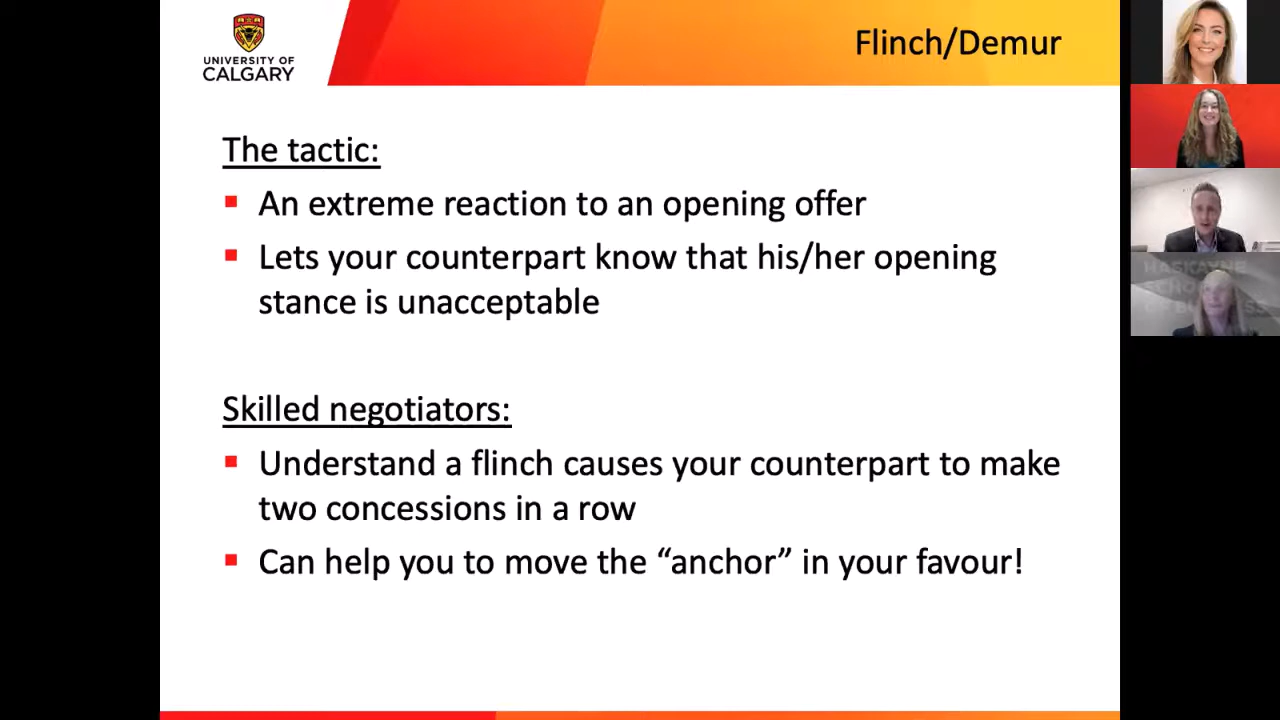 UNIVERSITY OF
CALGARY
Flinch/Demur
The tactic:
An extreme reaction to an opening offer
Lets your counterpart know that his/her opening
stance is unacceptable
Skilled negotiators:
Understand a flinch causes your counterpart to make
two concessions in a row
Can help you to move the “anchor” in your favour!
HASKAYNE